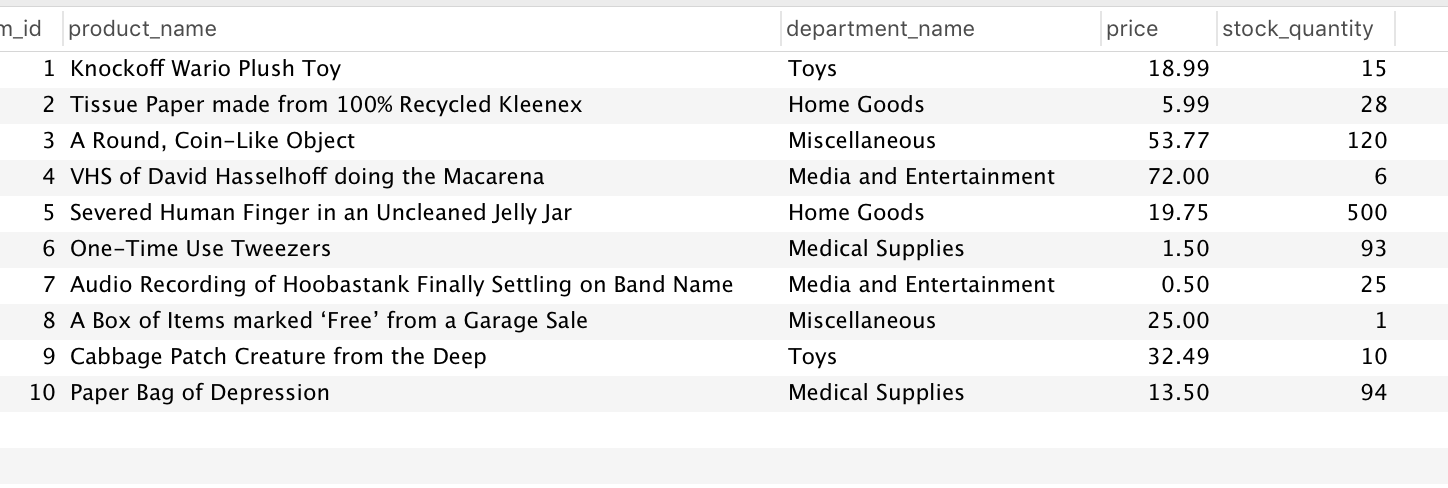 m_id product_name department_name price stock_quantity
1 Knockoff Wario Plush Toy Toys 18.99 15
2 Tissue Paper made from 100% Recycled Kleenex Home Goods 5.99 28
3 A Round, Coin-Like Object Miscellaneous 53.77 120
4 VHS of David Hasselhoff doing the Macarena Media and Entertainment 72.00 6
5 Severed Human Finger in an Uncleaned Jelly Jar Home Goods 19.75 500
6 One-Time Use Tweezers Medical Supplies 1.50 93
7 Audio Recording of Hoobastank Finally Settling on Band Name Media and Entertainment 0.50 25
8 A Box of Items marked ‘Free’ from a Garage Sale Miscellaneous 25.00 1
9 Cabbage Patch Creature from the Deep Toys 32.49 10
10 Paper Bag of Depression Medical Supplies 13.50 94